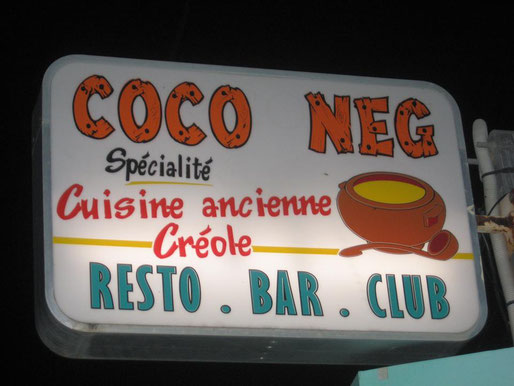 COCO NEG
Spécialité
Cuisine ancienne
Créole
RESTO . BAR . CLUB